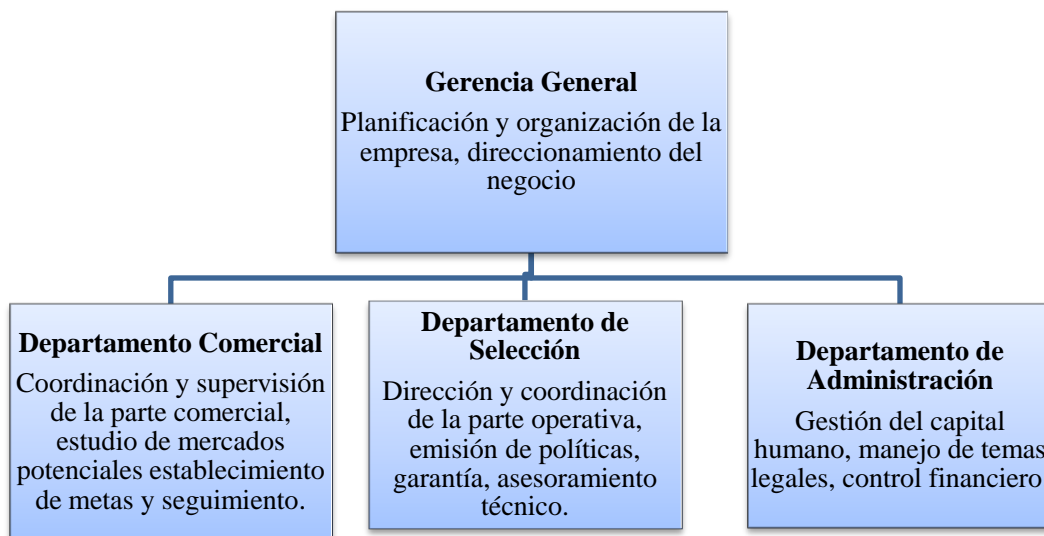 Gerencia General
Planificación y organización de la
empresa, direccionamiento del
negocio
Departamento Comercial
Coordinación y supervisión
de la parte comercial,
estudio de mercados
potenciales establecimiento
de metas y seguimiento.
Departamento de
Selección
Dirección y coordinación
de la parte operativa,
emisión de políticas,
garantía, asesoramiento
técnico.
Departamento de
Administración
Gestión del capital
humano, manejo de temas
legales, control financiero